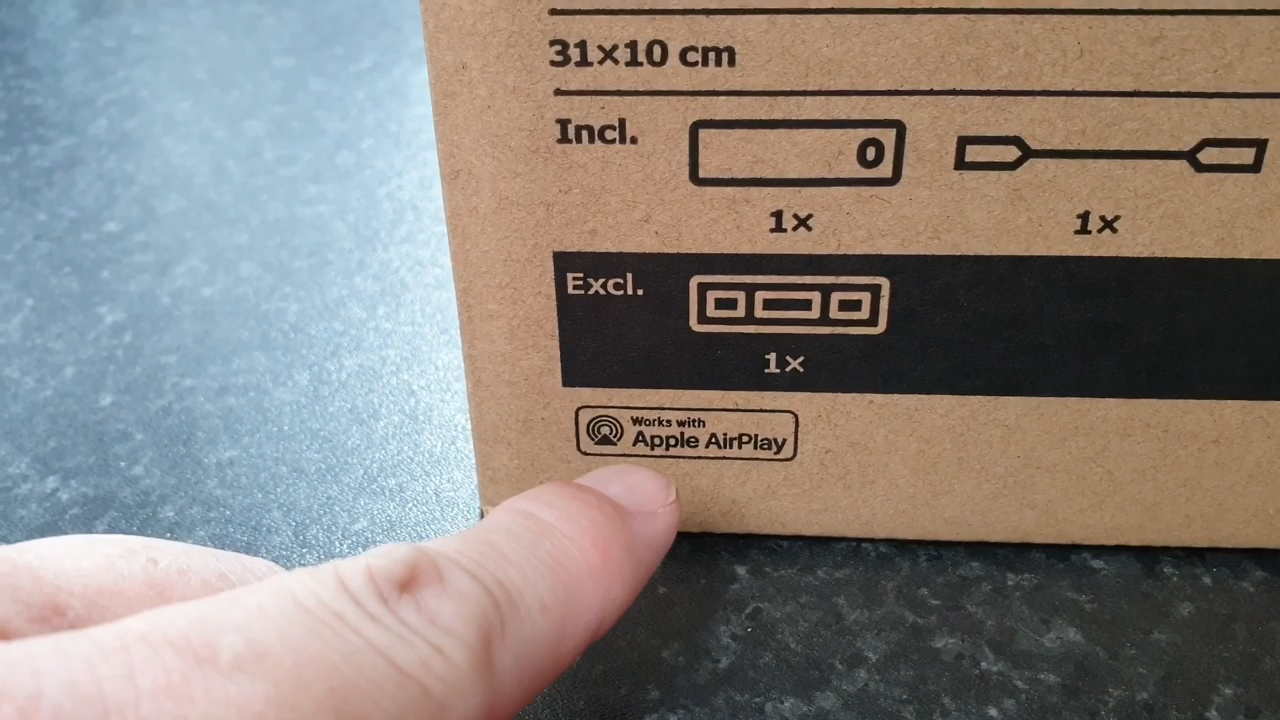 31×10 cm
Incl.
0
1×
1×
Excl.
1×
Works with
Apple AirPlay